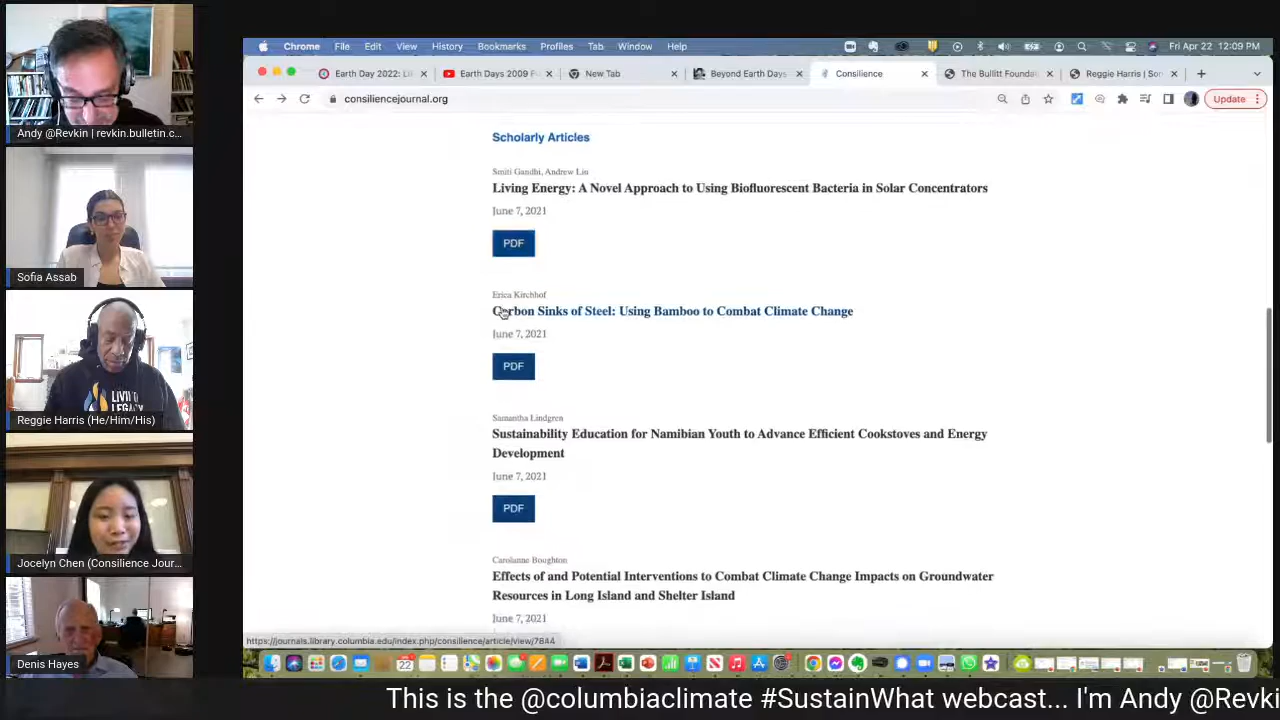 Andy @Revkin | revkin.bulletin.c...
Sofia Assab
LIVING
LEGACY
Reggie Harris (He/Him/His)
Jocelyn Chen (Consilience Jour...
Denis Hayes
Chrome File Edit View History Bookmarks Profiles Tab Window Help
Fri Apr 22 12:09 PM
Earth Day 2022: Li
Earth Days 2009 F
New Tab
Beyond Earth Days
Consilience
The Bullitt Founda
Reggie Harris: Son
consiliencejournal.org
Update
Scholarly Articles
Smiti Gandhi, Andrew Liu
Living Energy: A Novel Approach to Using Biofluorescent Bacteria in Solar Concentrators
June 7, 2021
PDF
Erica Kirchhof
Carbon Sinks of Steel: Using Bamboo to Combat Climate Change
June 7, 2021
PDF
Samantha Lindgren
Sustainability Education for Namibian Youth to Advance Efficient Cookstoves and Energy
Development
June 7, 2021
PDF
Carolanne Boughton
Effects of and Potential Interventions to Combat Climate Change Impacts on Groundwater
Resources in Long Island and Shelter Island
June 7, 2021
https://journals.library.columbia.edu/index.php/consilience/article/view/7844
22
This is the @columbiaclimate #SustainWhat webcast... I'm Andy @Revki